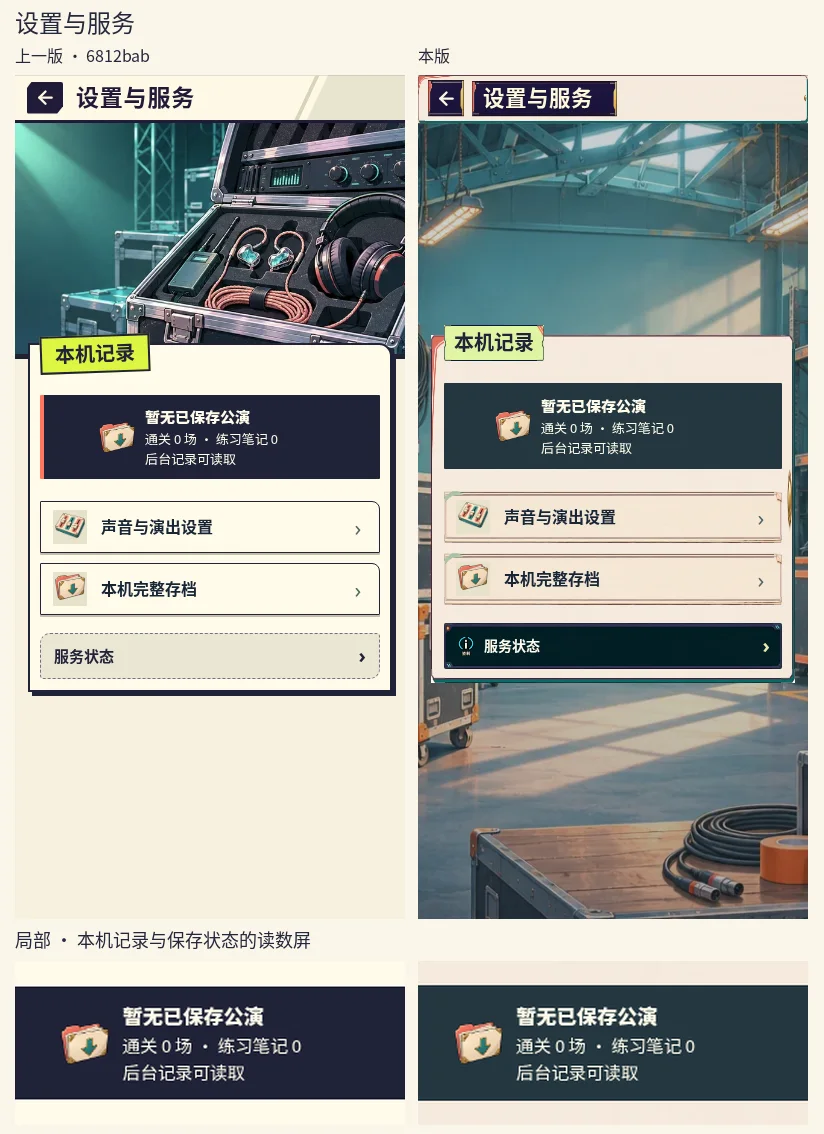 设置与服务
上一版 · 6812bab
本版
设置与服务
本机记录
暂无已保存公演
通关 0 场 · 练习笔记 0
后台记录可读取
声音与演出设置
本机完整存档
服务状态
设置与服务
本机记录
暂无已保存公演
通关 0 场 · 练习笔记 0
后台记录可读取
声音与演出设置
本机完整存档
服务状态
局部 · 本机记录与保存状态的读数屏
暂无已保存公演
通关 0 场 · 练习笔记 0
后台记录可读取
暂无已保存公演
通关 0 场 · 练习笔记 0
后台记录可读取